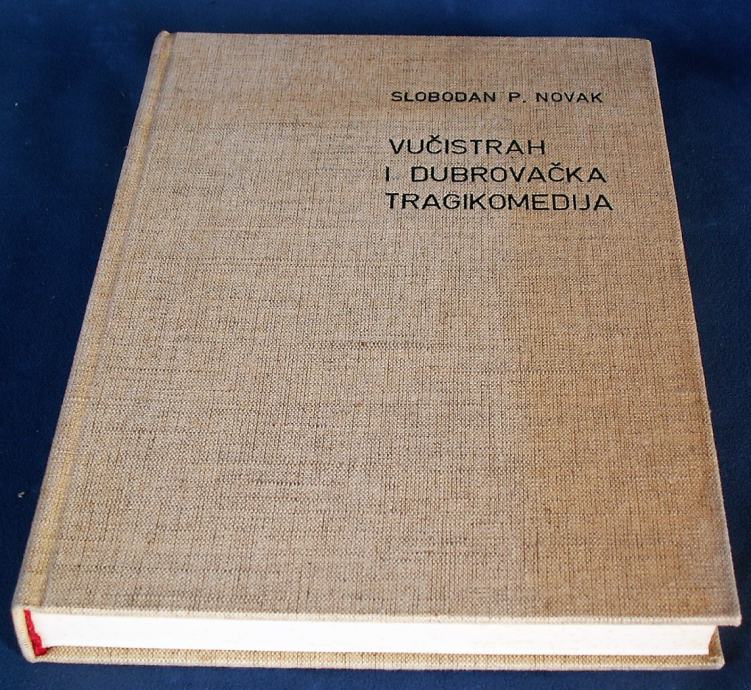 SLOBODAN P. NOVAK
VUČISTRAH
I DUBROVAČKA
TRAGIKOMEDIJA